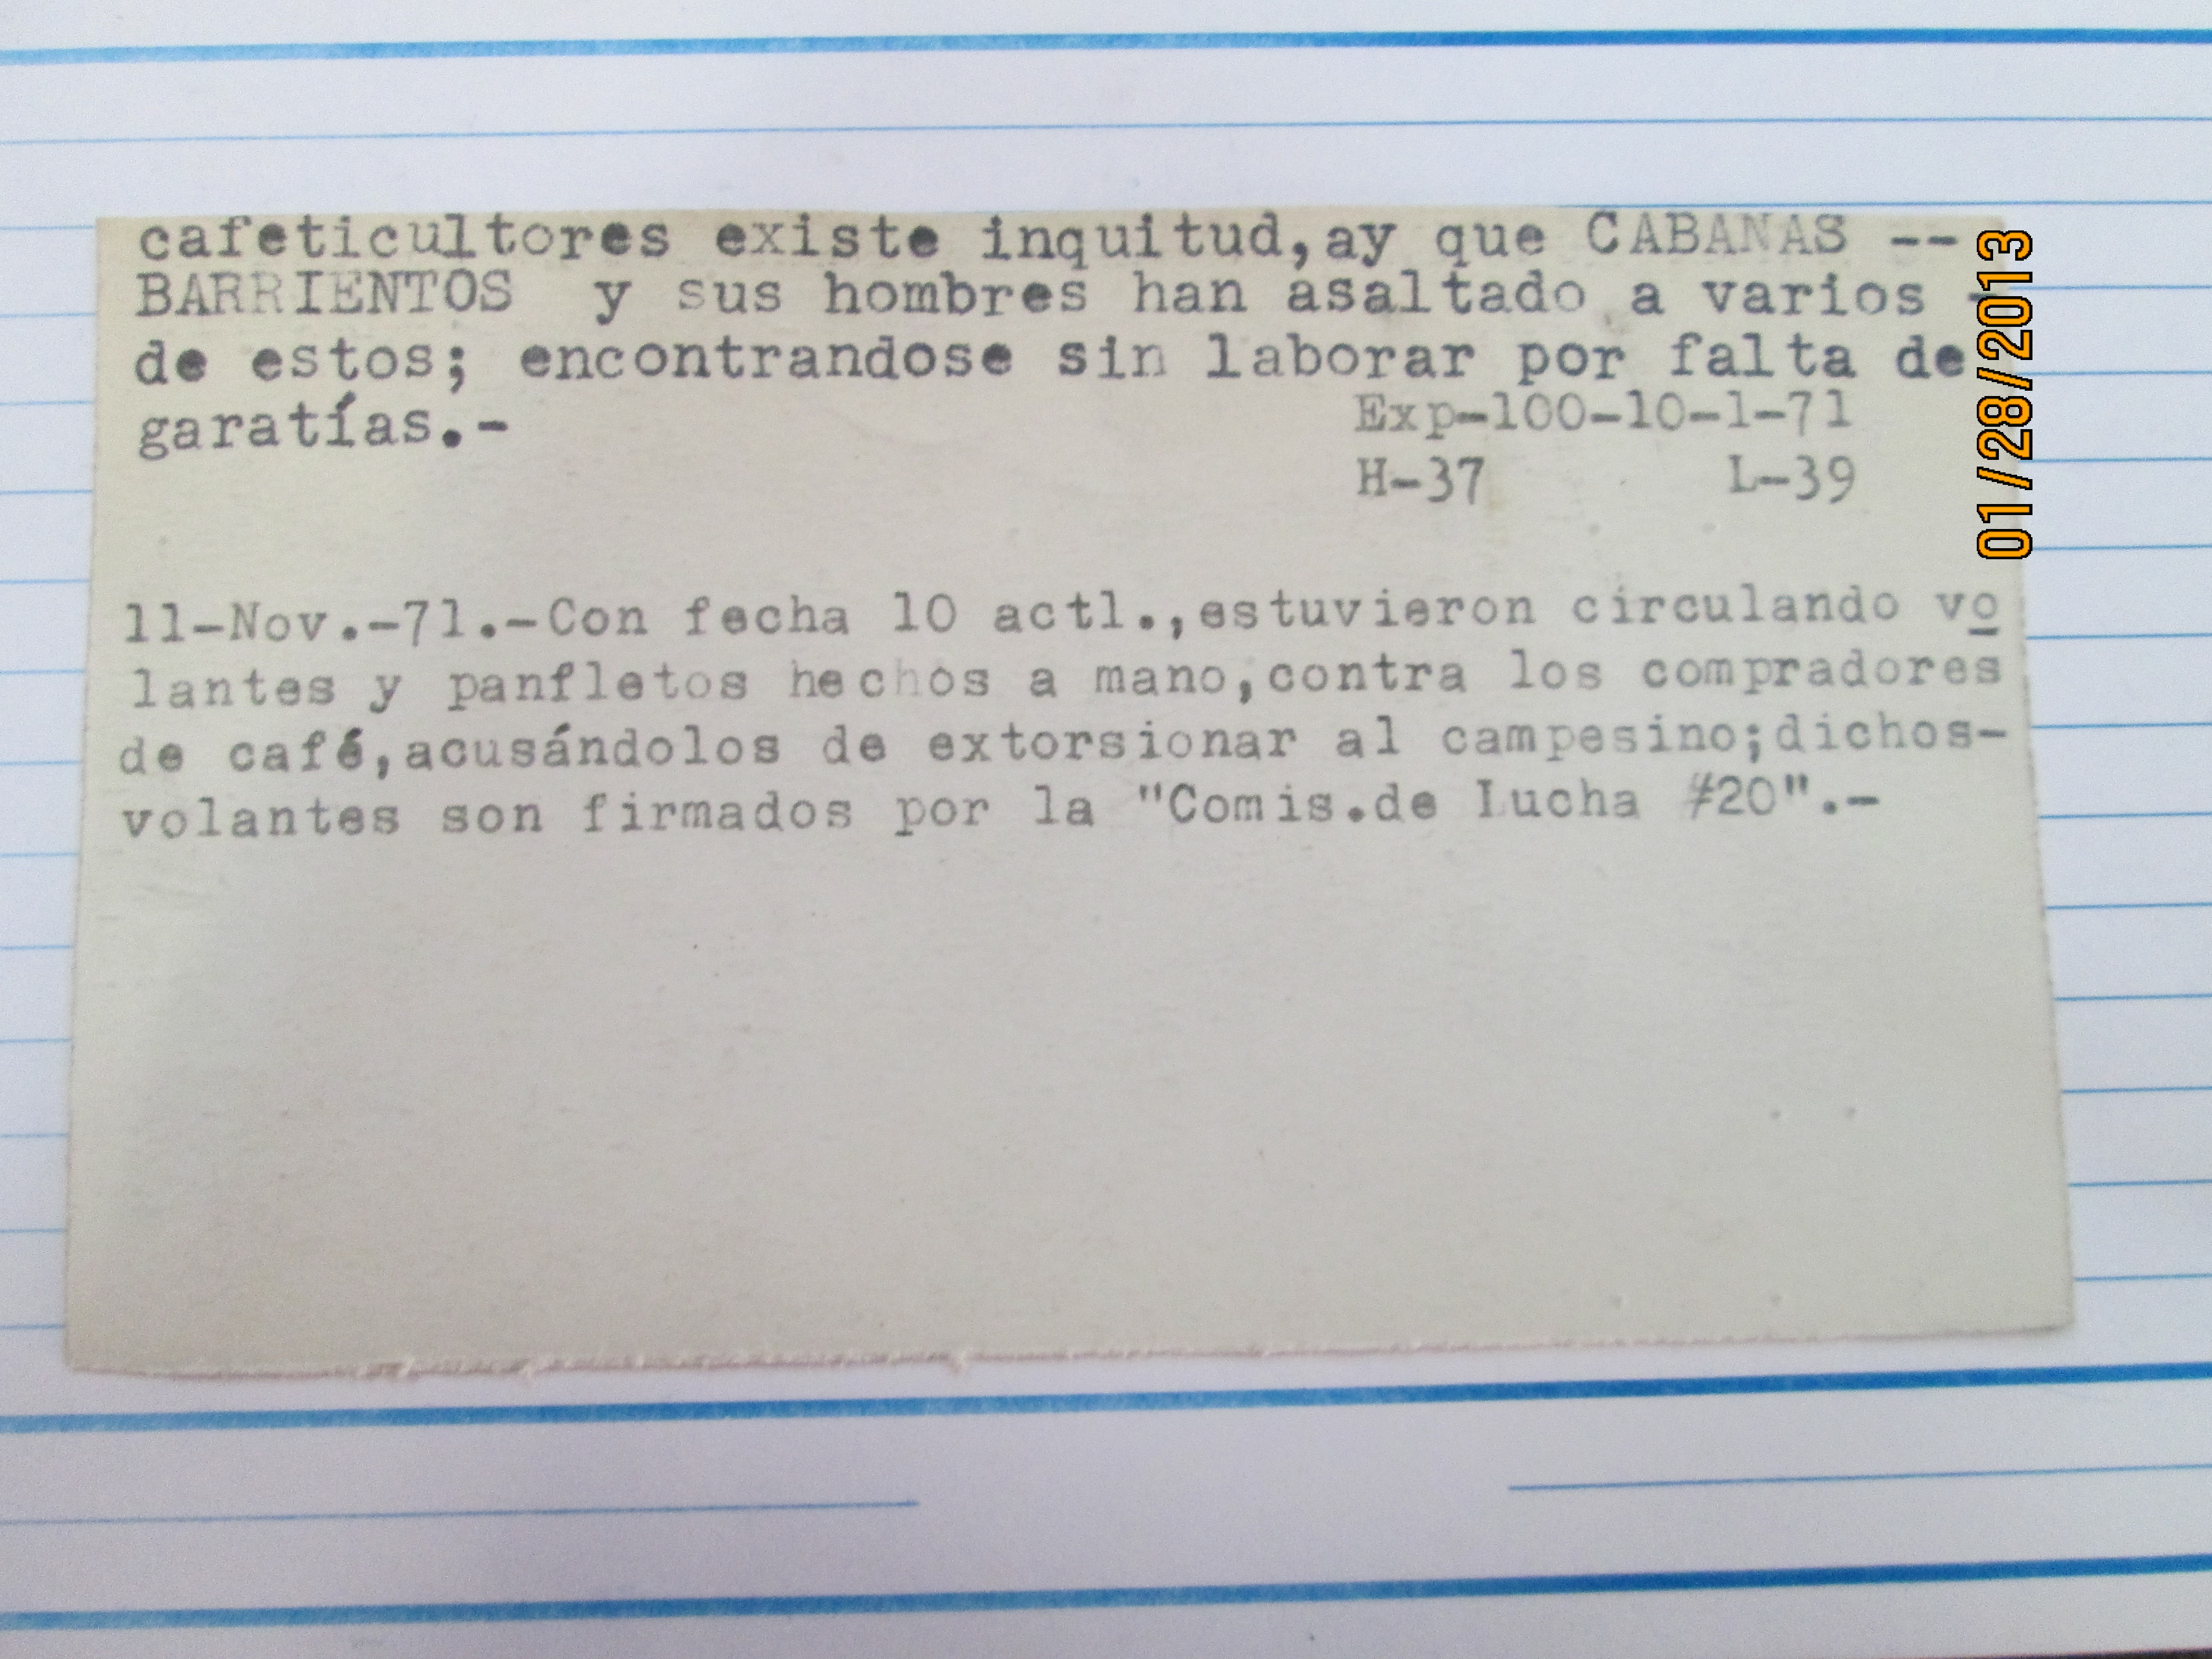 cafeticultores existe inquitud,ay que CABANAS --
BARRIENTOS  y sus hombres han asaltado a varios -
de estos; encontrandose sin laborar por falta de
garatías.-
Exp-100-10-1-71
H-37    L-39
11-Nov.-71.-Con fecha 10 actl.,estuvieron circulando vo
lantes y panfletos hechos a mano,contra los compradores
de café,acusándolos de extorsionar al campesino;dichos-
volantes son firmados por la "Comis.de Lucha #20".-
01/28/2013